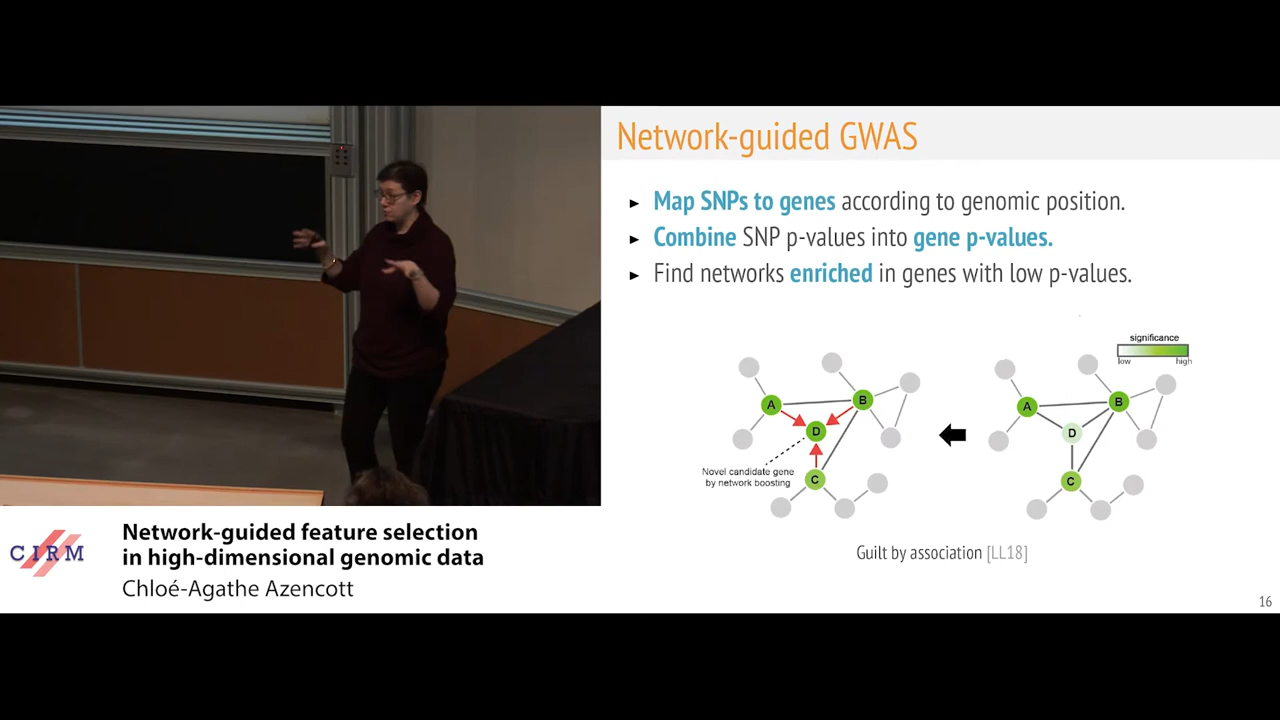 Network-guided GWAS
► Map SNPs to genes according to genomic position.
► Combine SNP p-values into gene p-values.
► Find networks enriched in genes with low p-values.
significance
low high
A
B
D
C
Novel candidate gene
by network boosting
A
B
D
C
Guilt by association [LL18]
16
CIRM
Network-guided feature selection
in high-dimensional genomic data
Chloé-Agathe Azencott